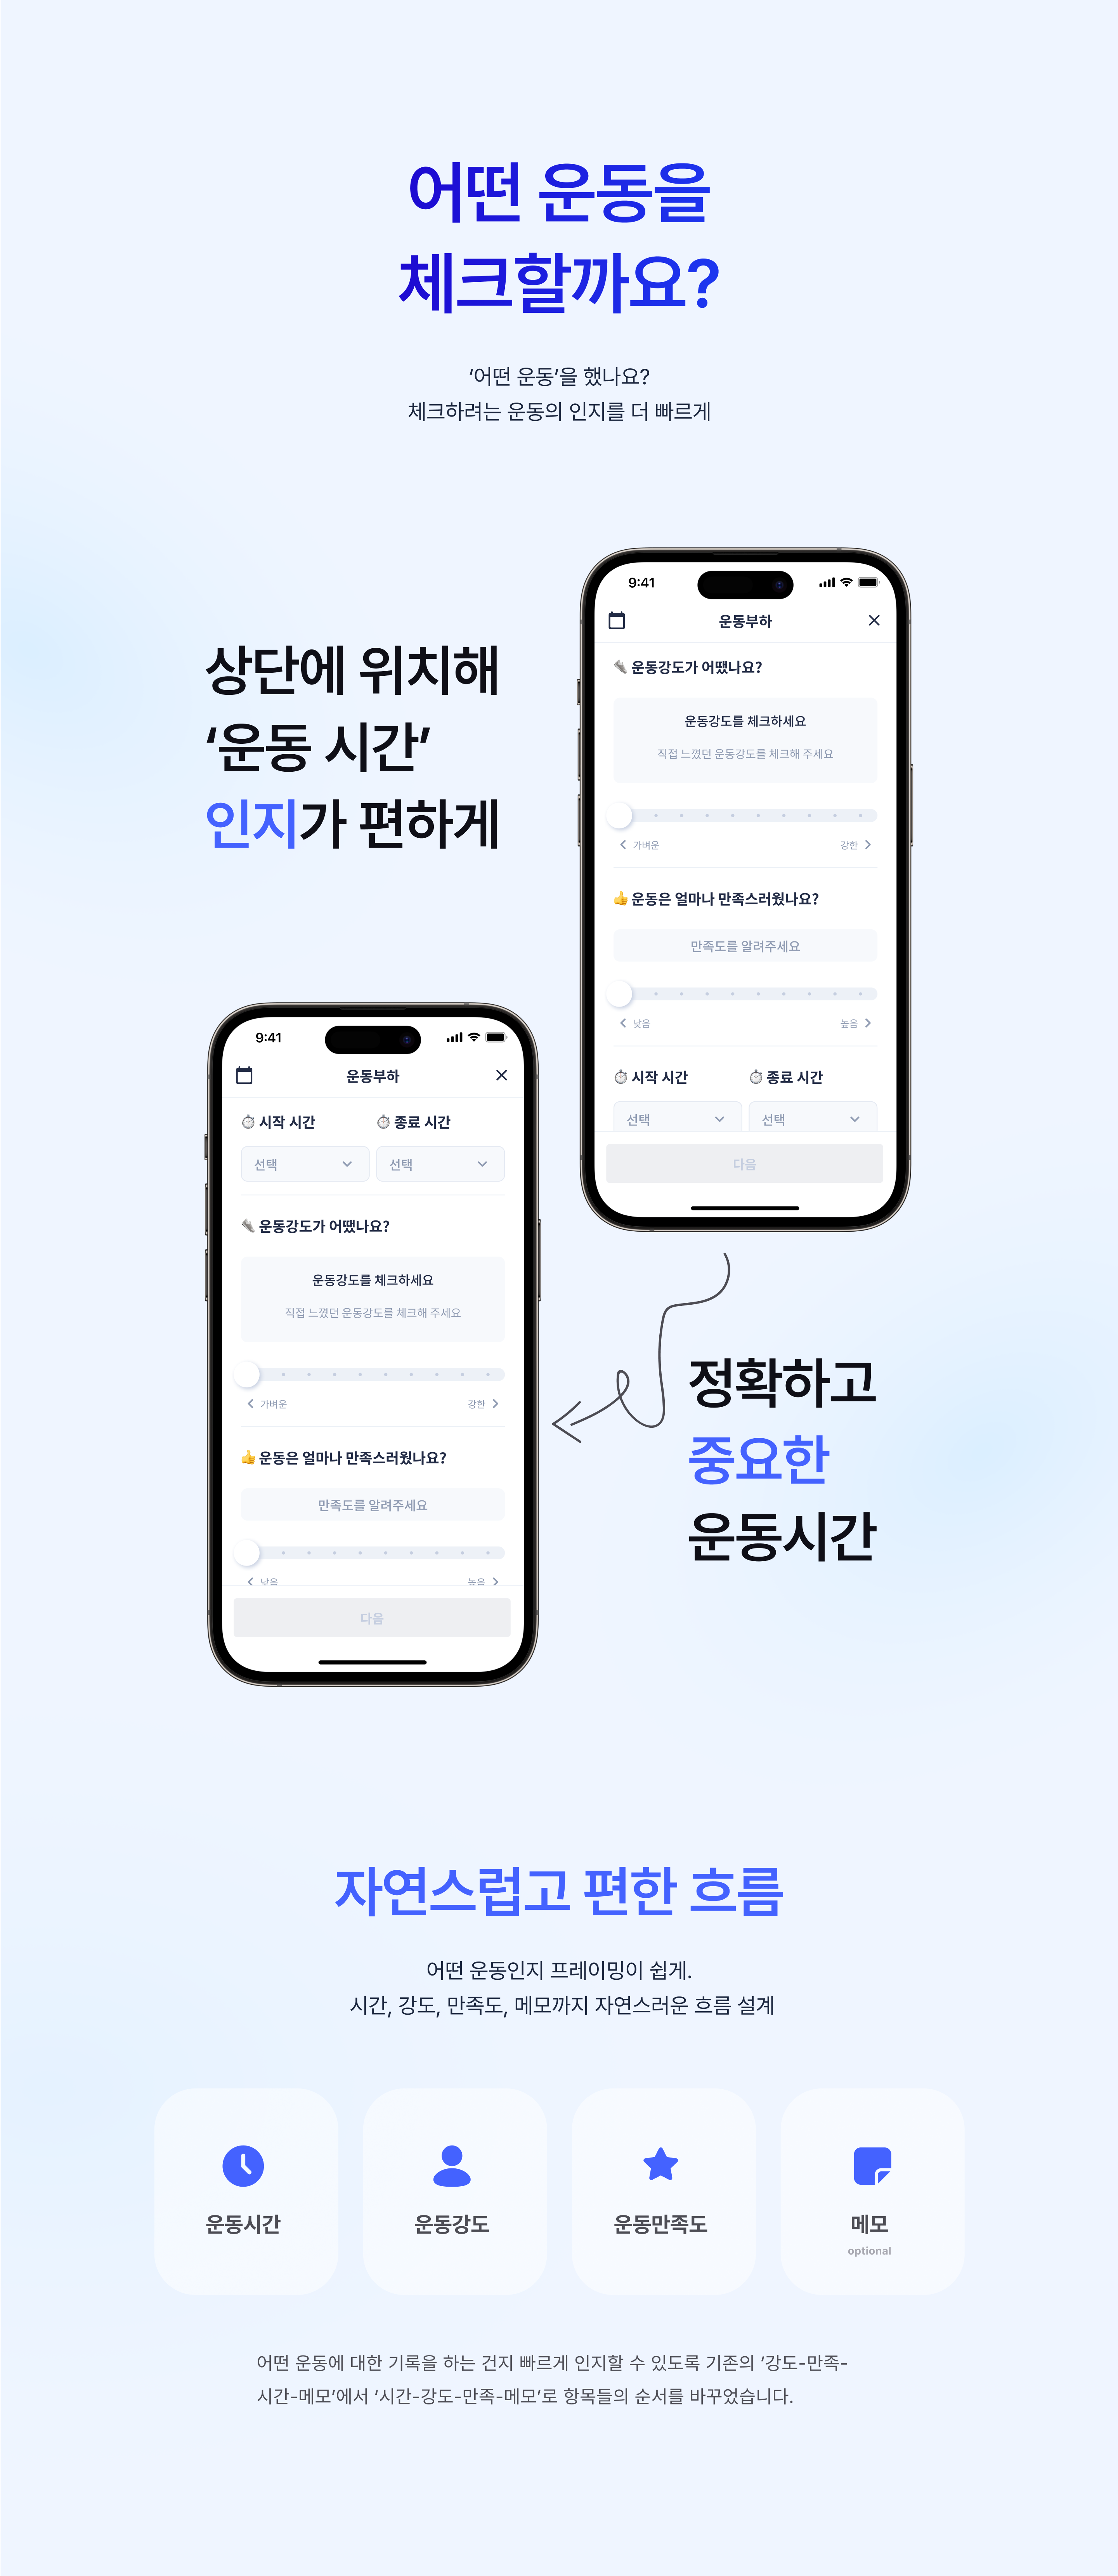 어떤 운동을
체크할까요?
‘어떤 운동’을 했나요?
체크하려는 운동의 인지를 더 빠르게
상단에 위치해
‘운동 시간’
인지가 편하게
9:41
운동부하
운동강도가 어땠나요?
운동강도를 체크하세요
직접 느꼈던 운동강도를 체크해 주세요
가벼운 강한
운동은 얼마나 만족스러웠나요?
만족도를 알려주세요
낮음 높음
시작 시간 종료 시간
선택 선택
다음
9:41
운동부하
시작 시간 종료 시간
선택 선택
운동강도가 어땠나요?
운동강도를 체크하세요
직접 느꼈던 운동강도를 체크해 주세요
가벼운 강한
운동은 얼마나 만족스러웠나요?
만족도를 알려주세요
낮음 높음
다음
정확하고
중요한
운동시간
자연스럽고 편한 흐름
어떤 운동인지 프레이밍이 쉽게.
시간, 강도, 만족도, 메모까지 자연스러운 흐름 설계
운동시간 운동강도 운동만족도 메모
optional
어떤 운동에 대한 기록을 하는 건지 빠르게 인지할 수 있도록 기존의 ‘강도-만족-
시간-메모’에서 ‘시간-강도-만족-메모’로 항목들의 순서를 바꾸었습니다.